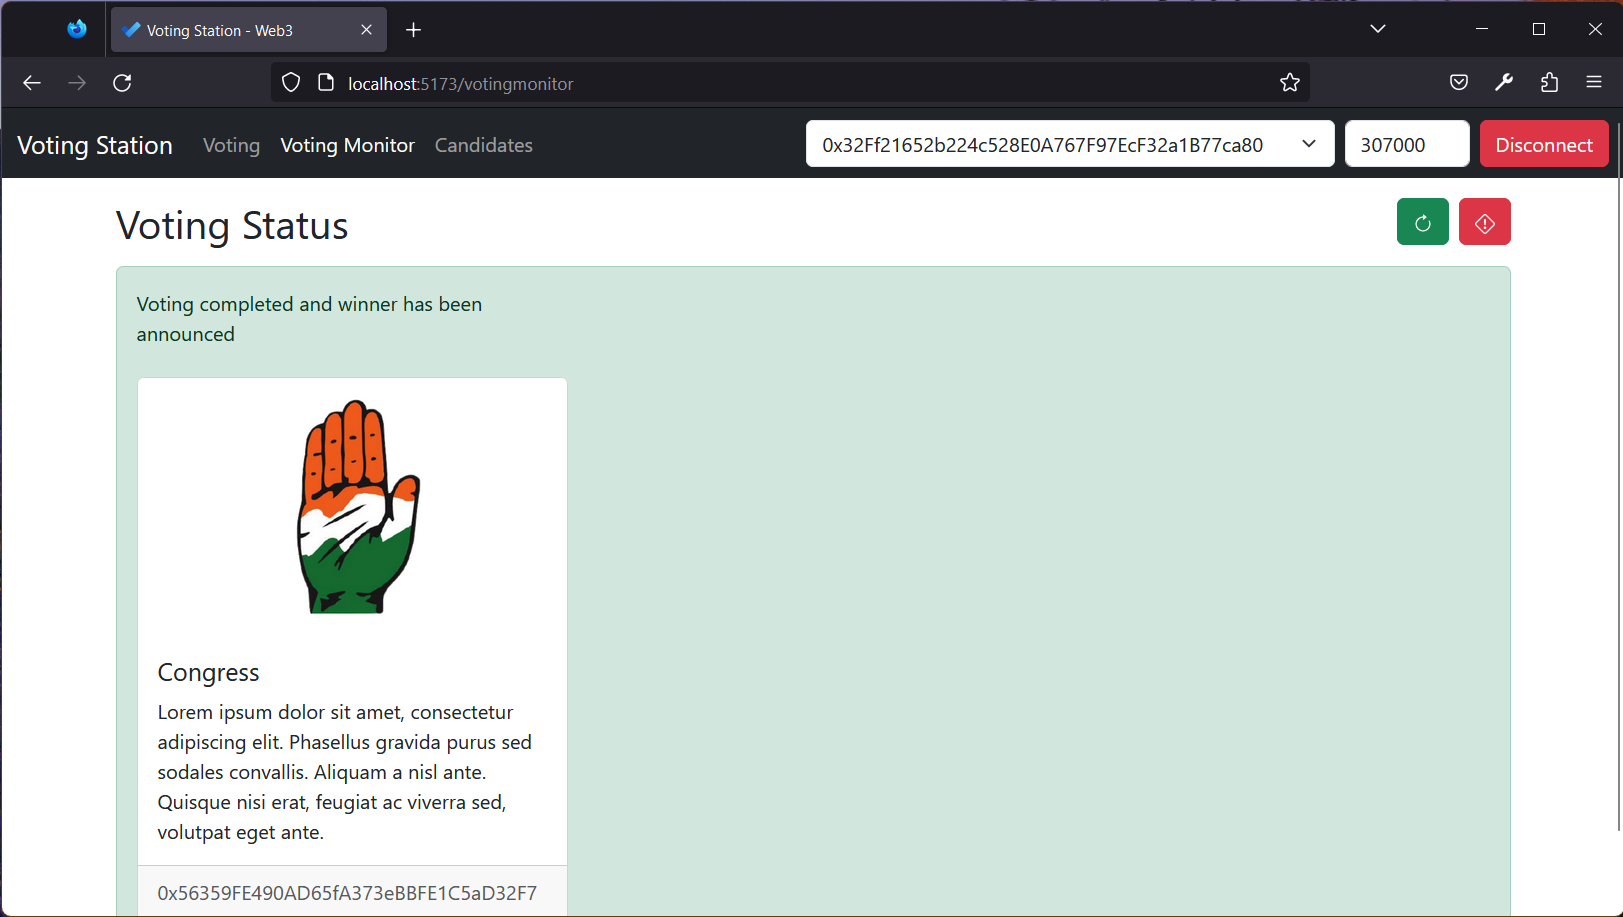 Voting Station - Web3
localhost:5173/votingmonitor
Voting Station Voting Voting Monitor Candidates 0x32Ff21652b224c528E0A767F97EcF32a1B77ca80 307000 Disconnect
Voting Status
Voting completed and winner has been
announced
Congress
Lorem ipsum dolor sit amet, consectetur
adipiscing elit. Phasellus gravida purus sed
sodales convallis. Aliquam a nisl ante.
Quisque nisi erat, feugiat ac viverra sed,
volutpat eget ante.
0x56359FE490AD65fA373eBBFE1C5aD32F7